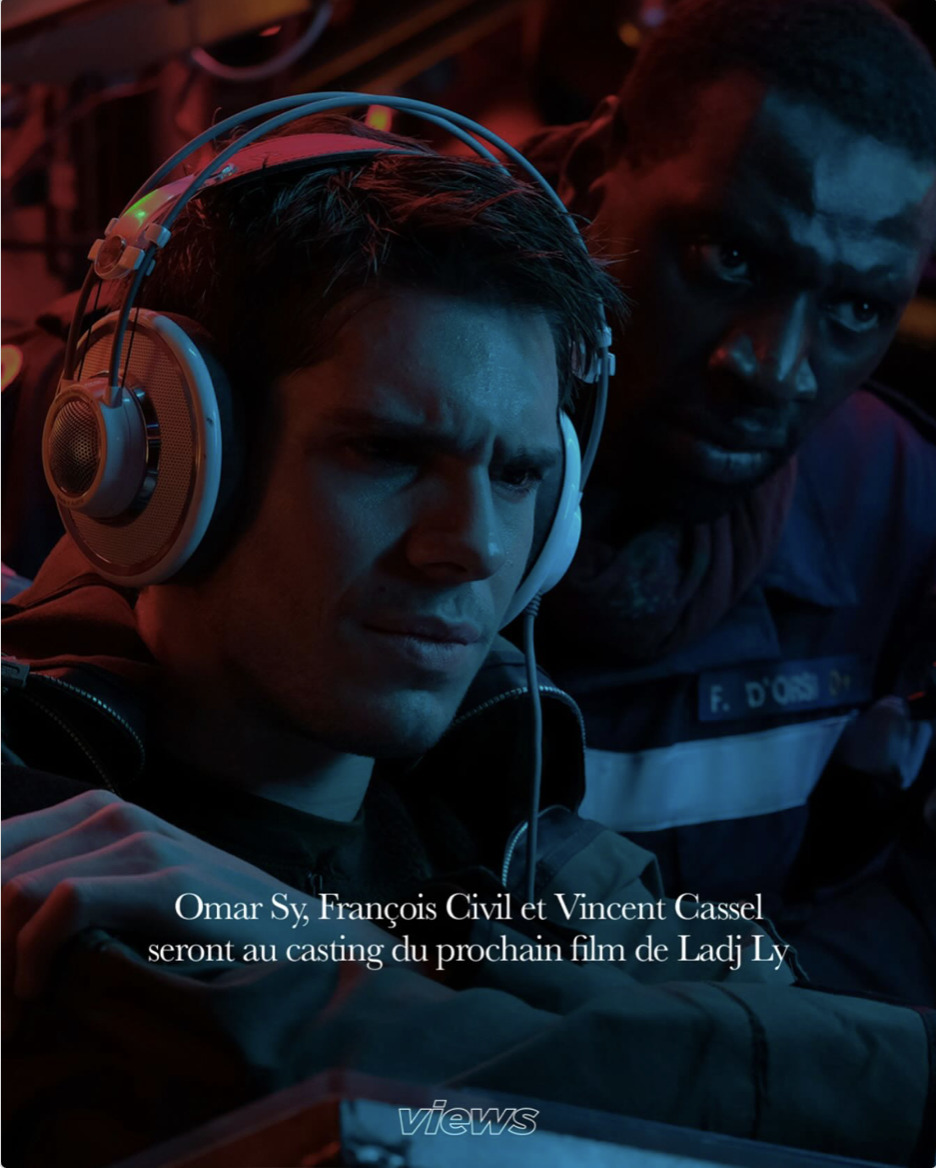 F. D'ORSI
Omar Sy, François Civil et Vincent Cassel
seront au casting du prochain film de Ladj Ly
views